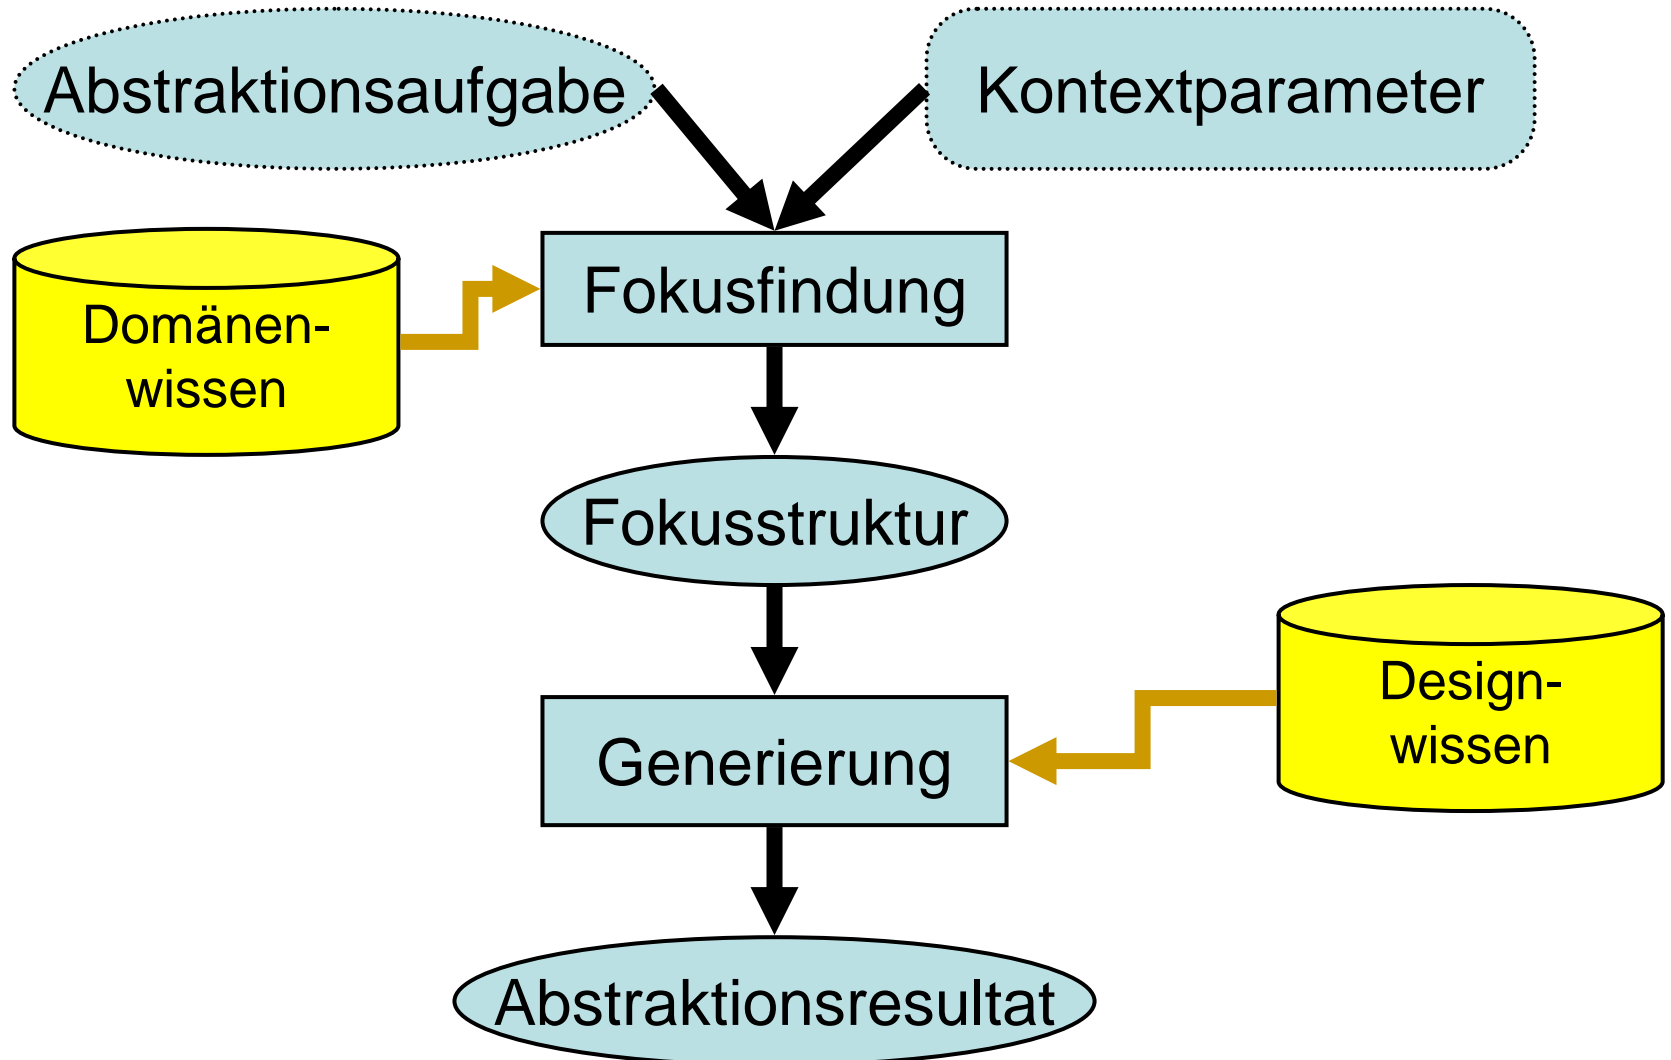 Abstraktionsaufgabe
Kontextparameter
Fokusfindung
Domänen-
wissen
Fokusstruktur
Design-
wissen
Generierung
Abstraktionsresultat